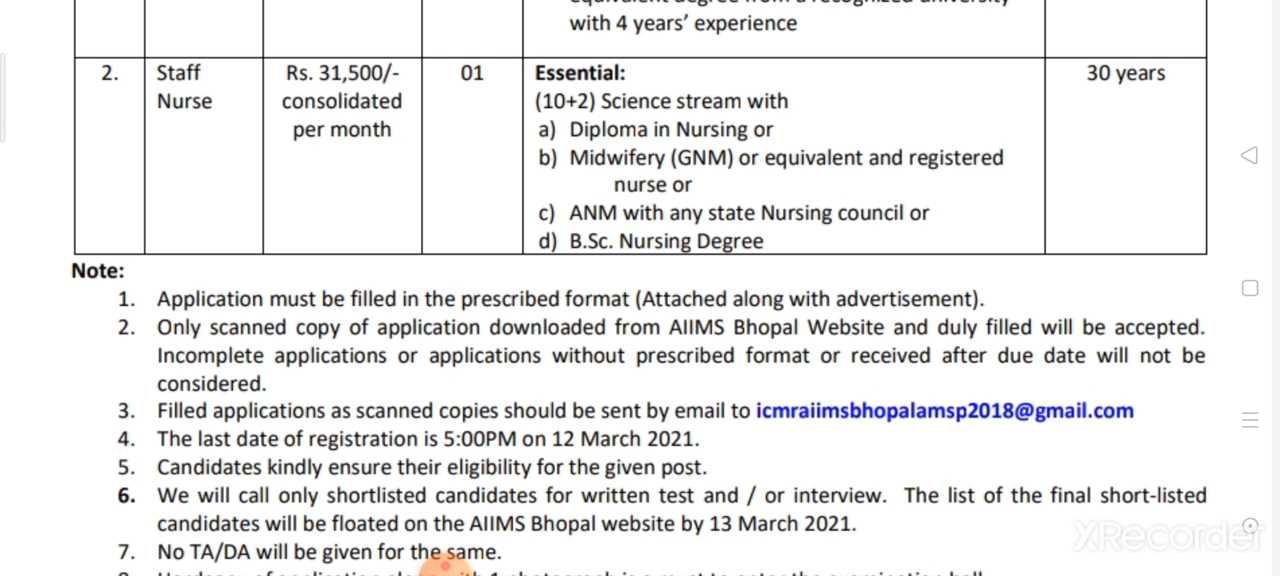 with 4 years' experience
2. Staff Nurse Rs. 31,500/- consolidated per month 01 Essential: 30 years
(10+2) Science stream with
a) Diploma in Nursing or
b) Midwifery (GNM) or equivalent and registered
nurse or
c) ANM with any state Nursing council or
d) B.Sc. Nursing Degree
Note:
1. Application must be filled in the prescribed format (Attached along with advertisement).
2. Only scanned copy of application downloaded from AIIMS Bhopal Website and duly filled will be accepted.
Incomplete applications or applications without prescribed format or received after due date will not be
considered.
3. Filled applications as scanned copies should be sent by email to icmraiimsbhopalamsp2018@gmail.com
4. The last date of registration is 5:00PM on 12 March 2021.
5. Candidates kindly ensure their eligibility for the given post.
6. We will call only shortlisted candidates for written test and / or interview. The list of the final short-listed
candidates will be floated on the AIIMS Bhopal website by 13 March 2021.
7. No TA/DA will be given for the same.
XRecorder